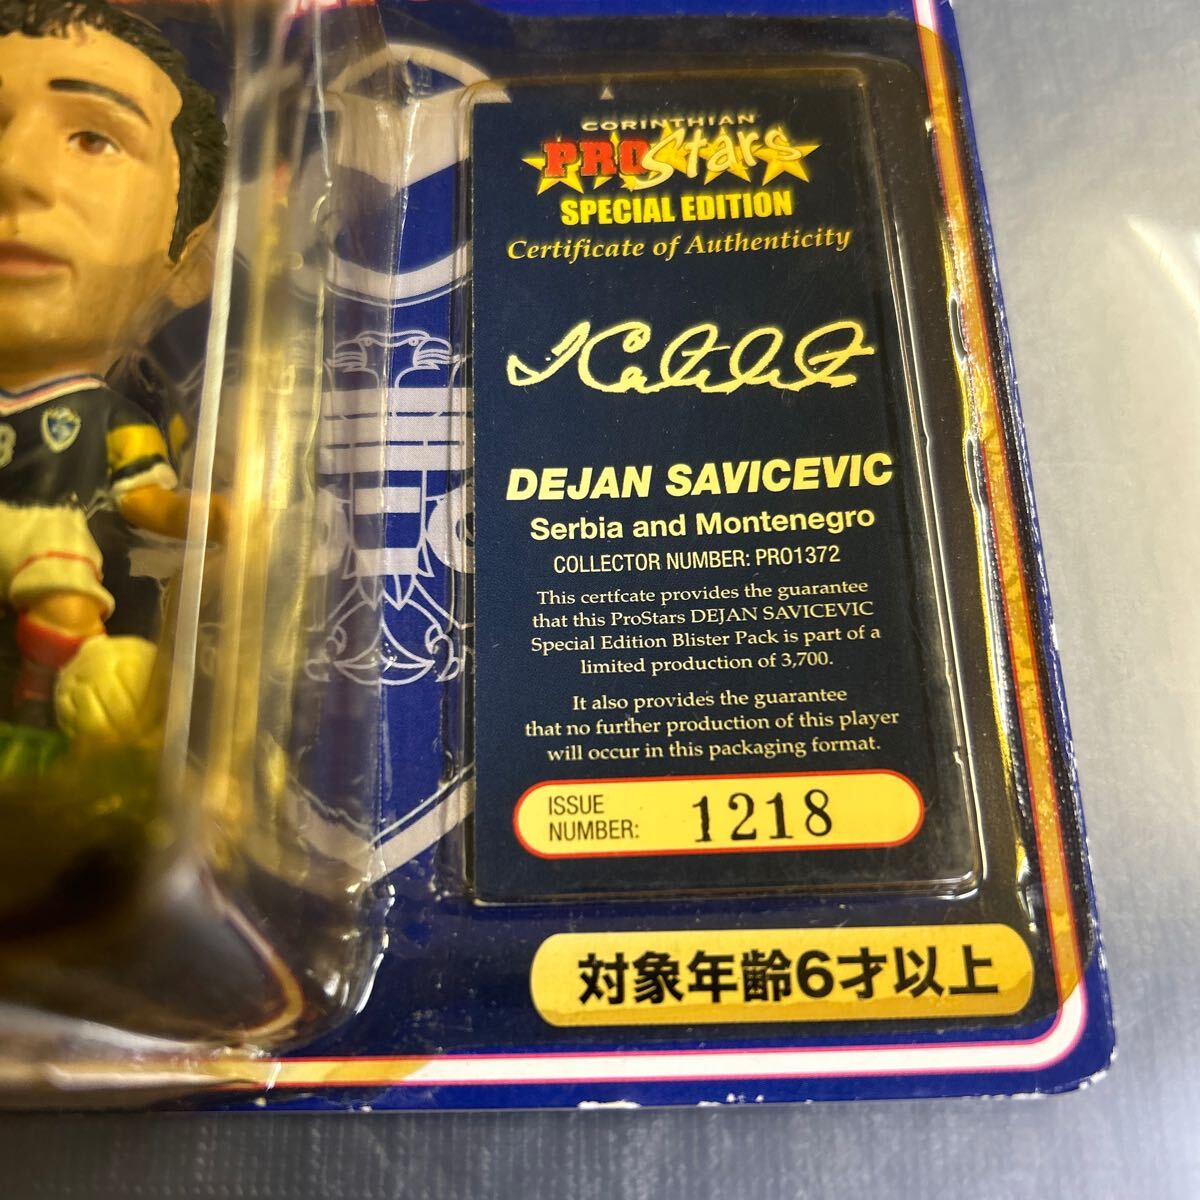 CORINTHIAN
PROStars
SPECIAL EDITION
Certificate of Authenticity
DEJAN SAVICEVIC
Serbia and Montenegro
COLLECTOR NUMBER: PRO1372
This certfcate provides the guarantee
that this ProStars DEJAN SAVICEVIC
Special Edition Blister Pack is part of a
limited production of 3,700.
It also provides the guarantee
that no further production of this player
will occur in this packaging format.
ISSUE
NUMBER: 1218
対象年齢6才以上